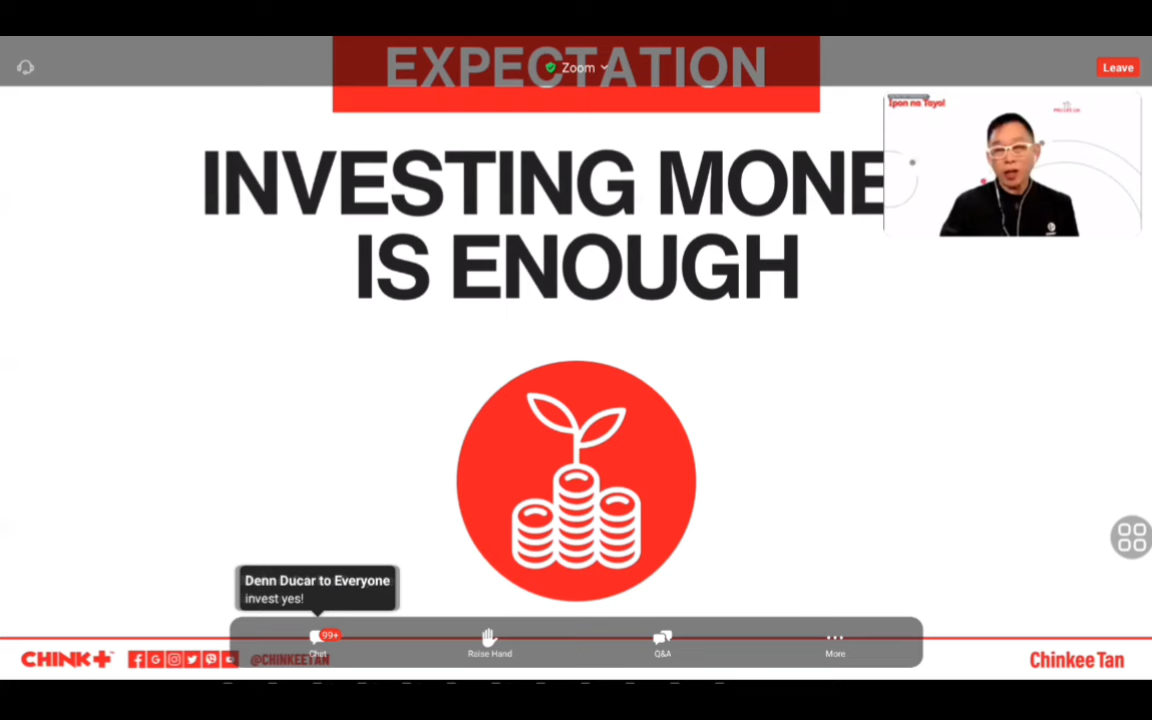 EXPECTATION
Zoom
Leave
Ipon na Tayo!
INVESTING MONE
IS ENOUGH
Denn Ducar to Everyone
invest yes!
99+
Chat
Raise Hand
Q&A
More
CHINK+
@CHINKEETAN
Chinkee Tan